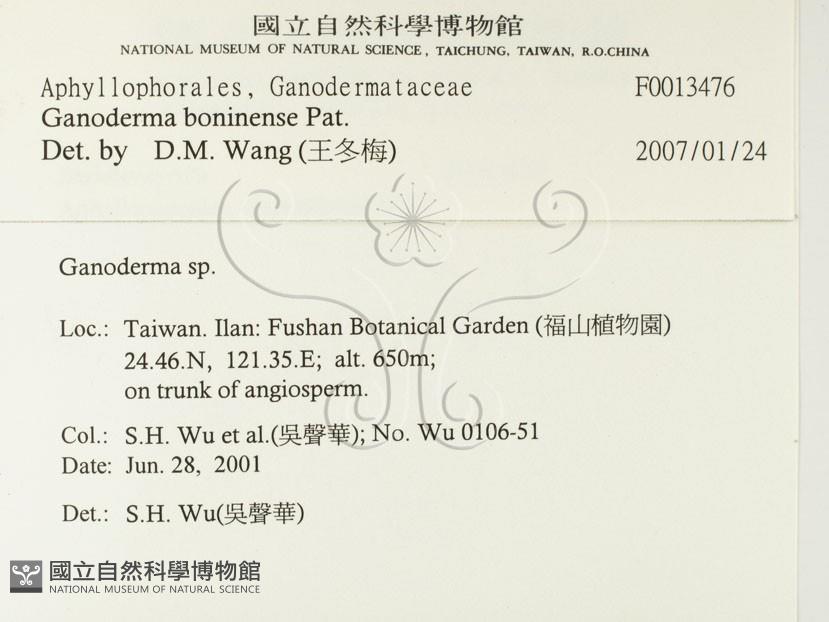 國立自然科學博物館
NATIONAL MUSEUM OF NATURAL SCIENCE, TAICHUNG, TAIWAN, R.O.CHINA
Aphyllophorales, Ganodermataceae F0013476
Ganoderma boninense Pat.
Det. by D.M. Wang (王冬梅) 2007/01/24
Ganoderma sp.
Loc.: Taiwan. Ilan: Fushan Botanical Garden (福山植物園)
24.46.N, 121.35.E; alt. 650m;
on trunk of angiosperm.
Col.: S.H. Wu et al.(吳聲華); No. Wu 0106-51
Date: Jun. 28, 2001
Det.: S.H. Wu(吳聲華)
國立自然科學博物館
NATIONAL MUSEUM OF NATURAL SCIENCE